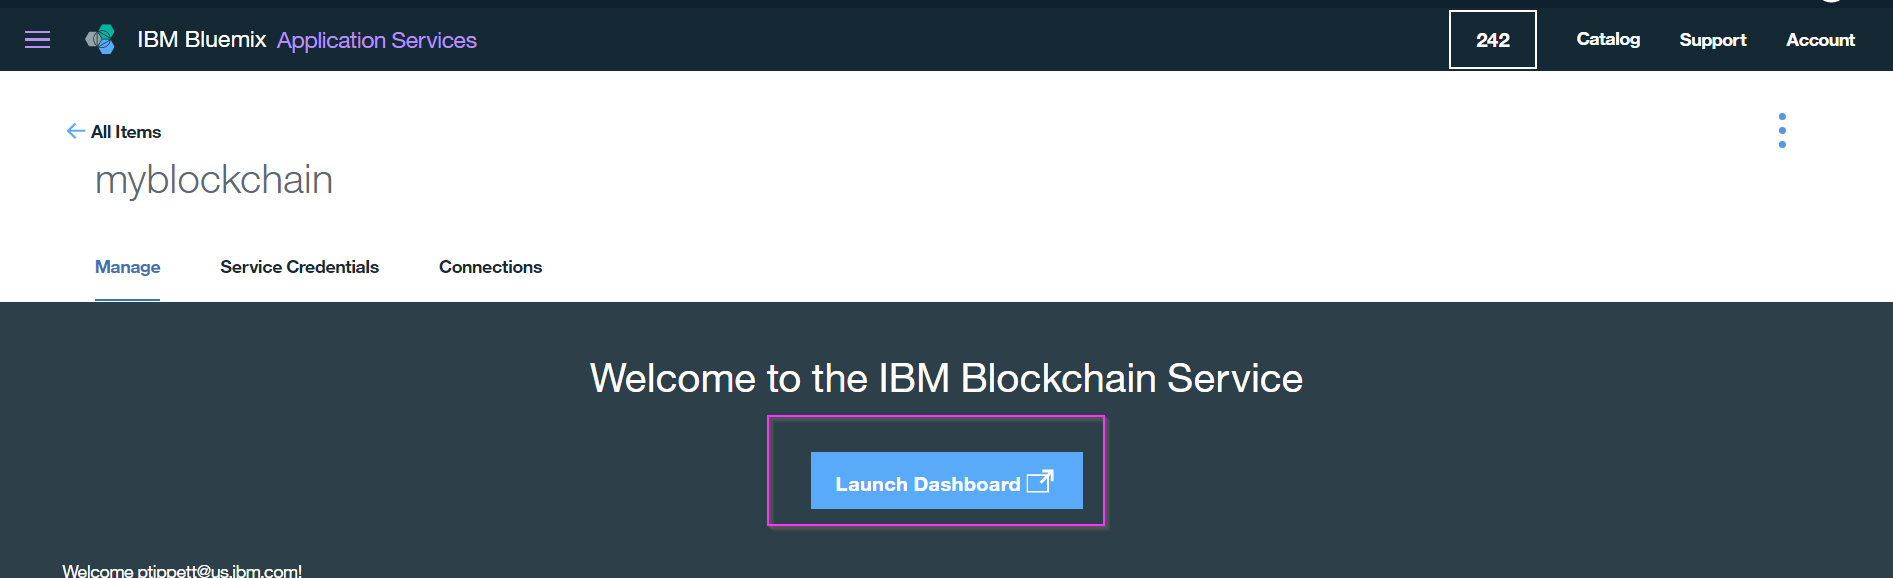 IBM Bluemix Application Services 242 Catalog Support Account
All Items
myblockchain
Manage Service Credentials Connections
Welcome to the IBM Blockchain Service
Launch Dashboard
Welcome ptippett@us.ibm.com!